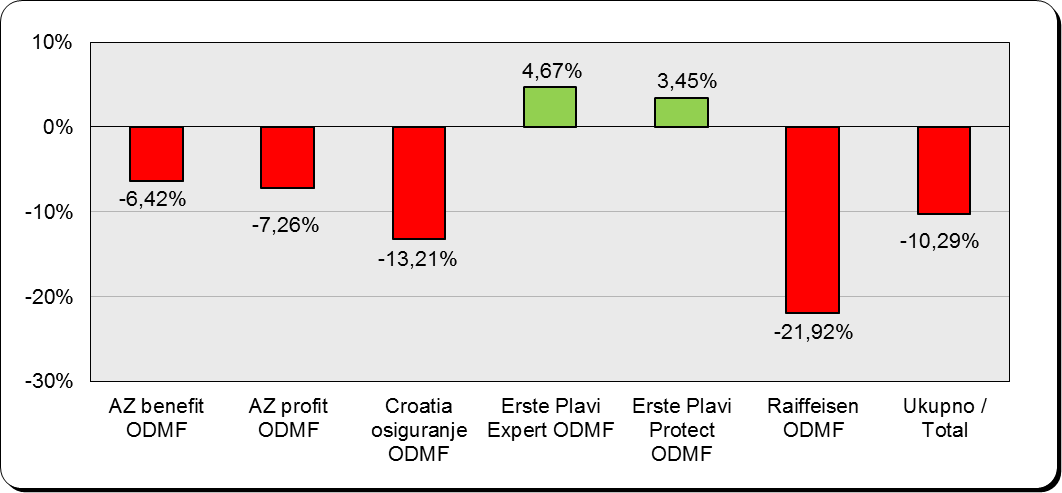 10%
0%
-10%
-20%
-30%
-6,42%
-7,26%
-13,21%
4,67%
3,45%
-21,92%
-10,29%
AZ benefit
ODMF
AZ profit
ODMF
Croatia
osiguranje
ODMF
Erste Plavi
Expert ODMF
Erste Plavi
Protect
ODMF
Raiffeisen
ODMF
Ukupno /
Total